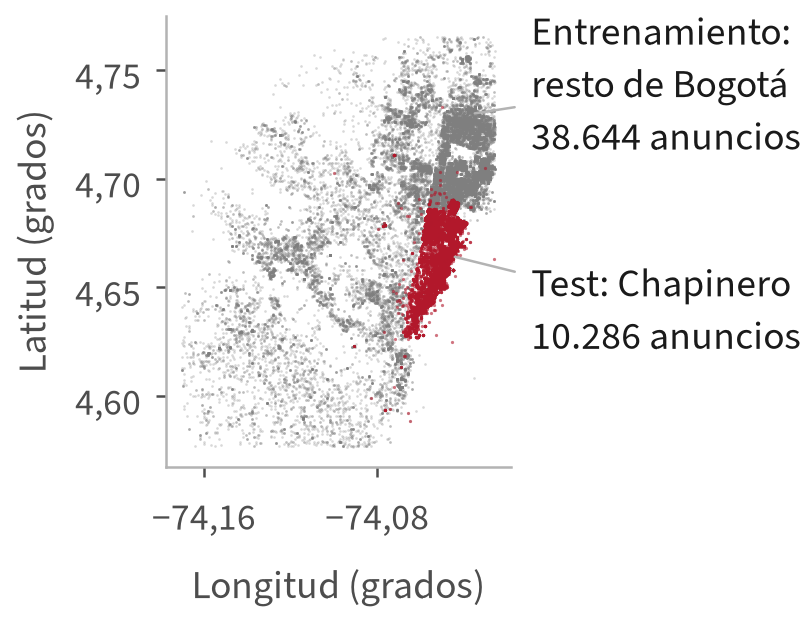 Entrenamiento:
resto de Bogotá
38.644 anuncios
Test: Chapinero
10.286 anuncios
Latitud (grados)
4,75
4,70
4,65
4,60
−74,16
−74,08
Longitud (grados)